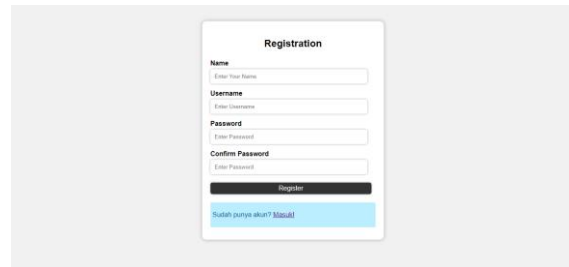 Registration
Name
Enter Your Name
Username
Enter Username
Password
Enter Password
Confirm Password
Enter Password
Register
Sudah punya akun? Masuk!